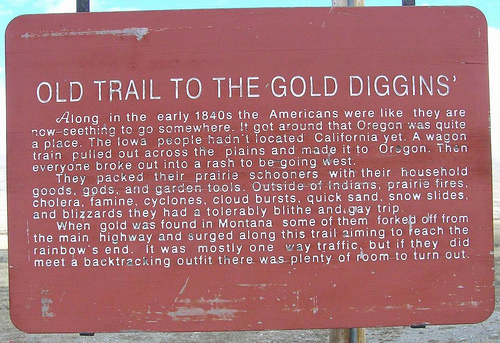 OLD TRAIL TO THE GOLD DIGGINS'
Along in the early 1840s the Americans were like they are
now-seething to go somewhere. It got around that Oregon was quite
a place. The Iowa people hadn't located California yet. A wagon
train pulled out across the plains and made it to Oregon. Then
everyone broke out into a rash to be going west.
They packed their prairie schooners with their household
goods, gods, and garden tools. Outside of Indians, prairie fires,
cholera, famine, cyclones, cloud bursts, quick sand, snow slides,
and blizzards they had a tolerably blithe and gay trip.
When gold was found in Montana some of them forked off from
the main highway and surged along this trail aiming to reach the
rainbow's end. It was mostly one way traffic, but if they did
meet a backtracking outfit there was plenty of room to turn out.